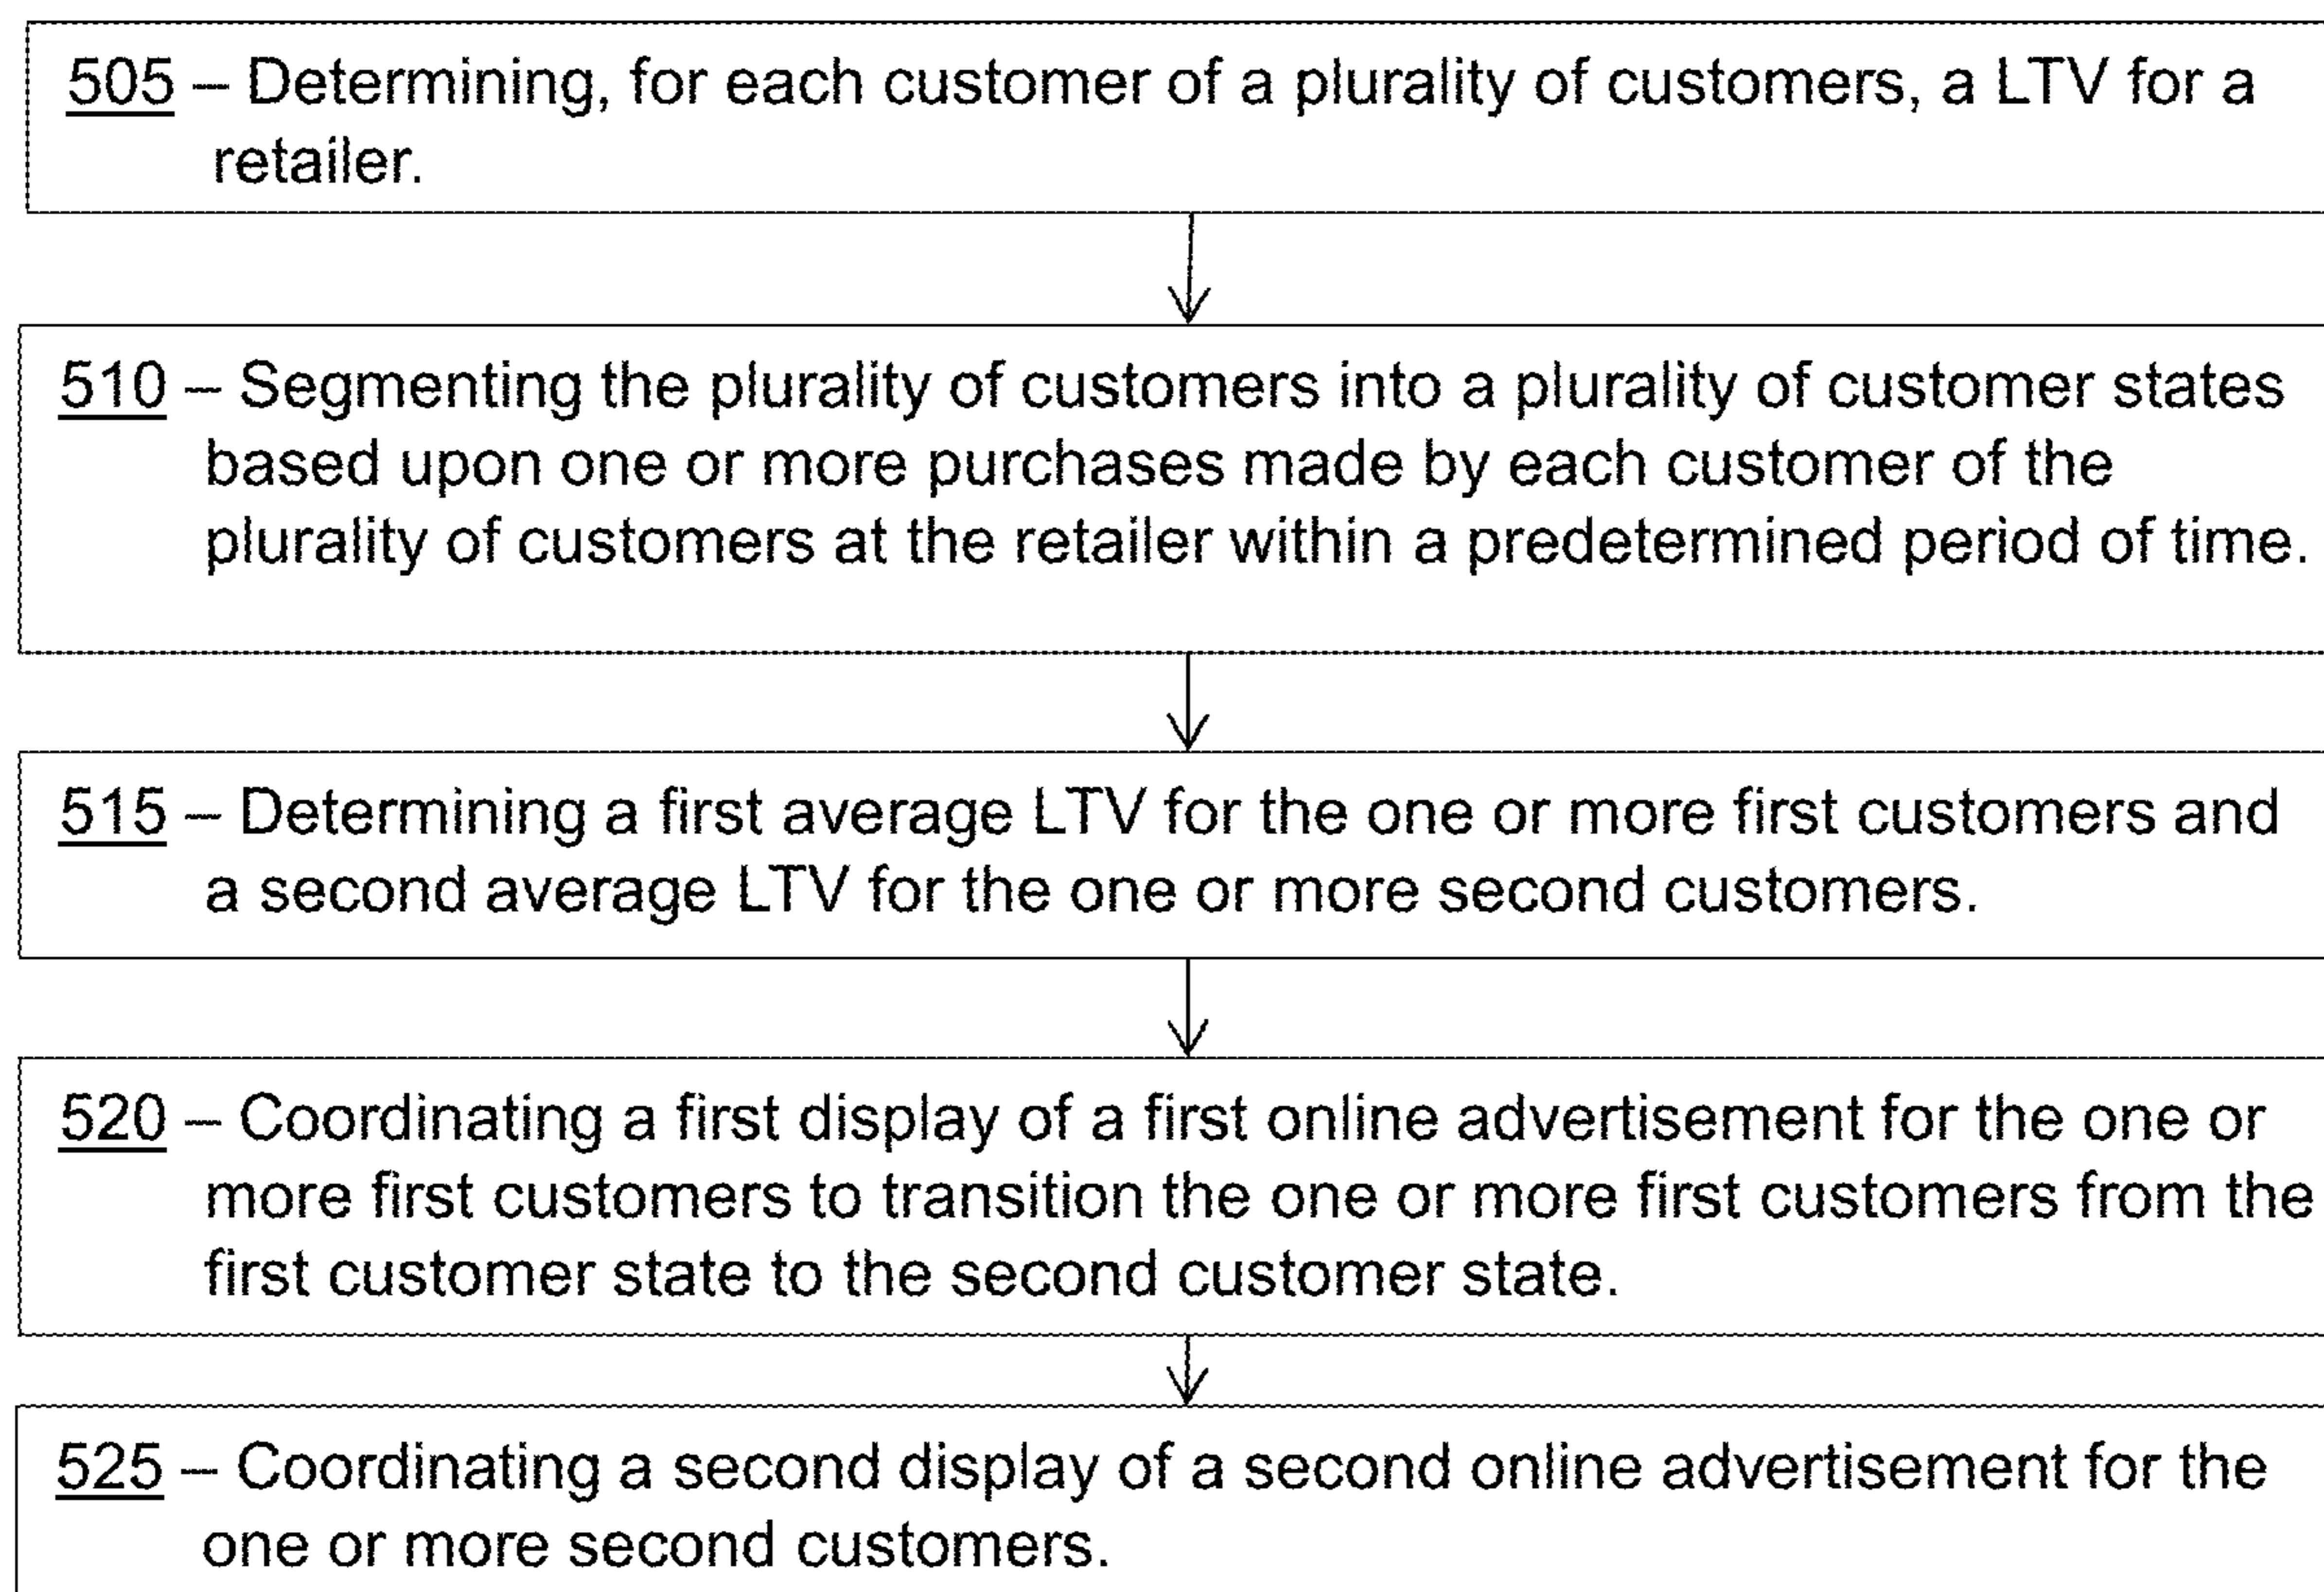 505 – Determining, for each customer of a plurality of customers, a LTV for a
retailer.
510 – Segmenting the plurality of customers into a plurality of customer states
based upon one or more purchases made by each customer of the
plurality of customers at the retailer within a predetermined period of time.
515 – Determining a first average LTV for the one or more first customers and
a second average LTV for the one or more second customers.
520 – Coordinating a first display of a first online advertisement for the one or
more first customers to transition the one or more first customers from the
first customer state to the second customer state.
525 – Coordinating a second display of a second online advertisement for the
one or more second customers.